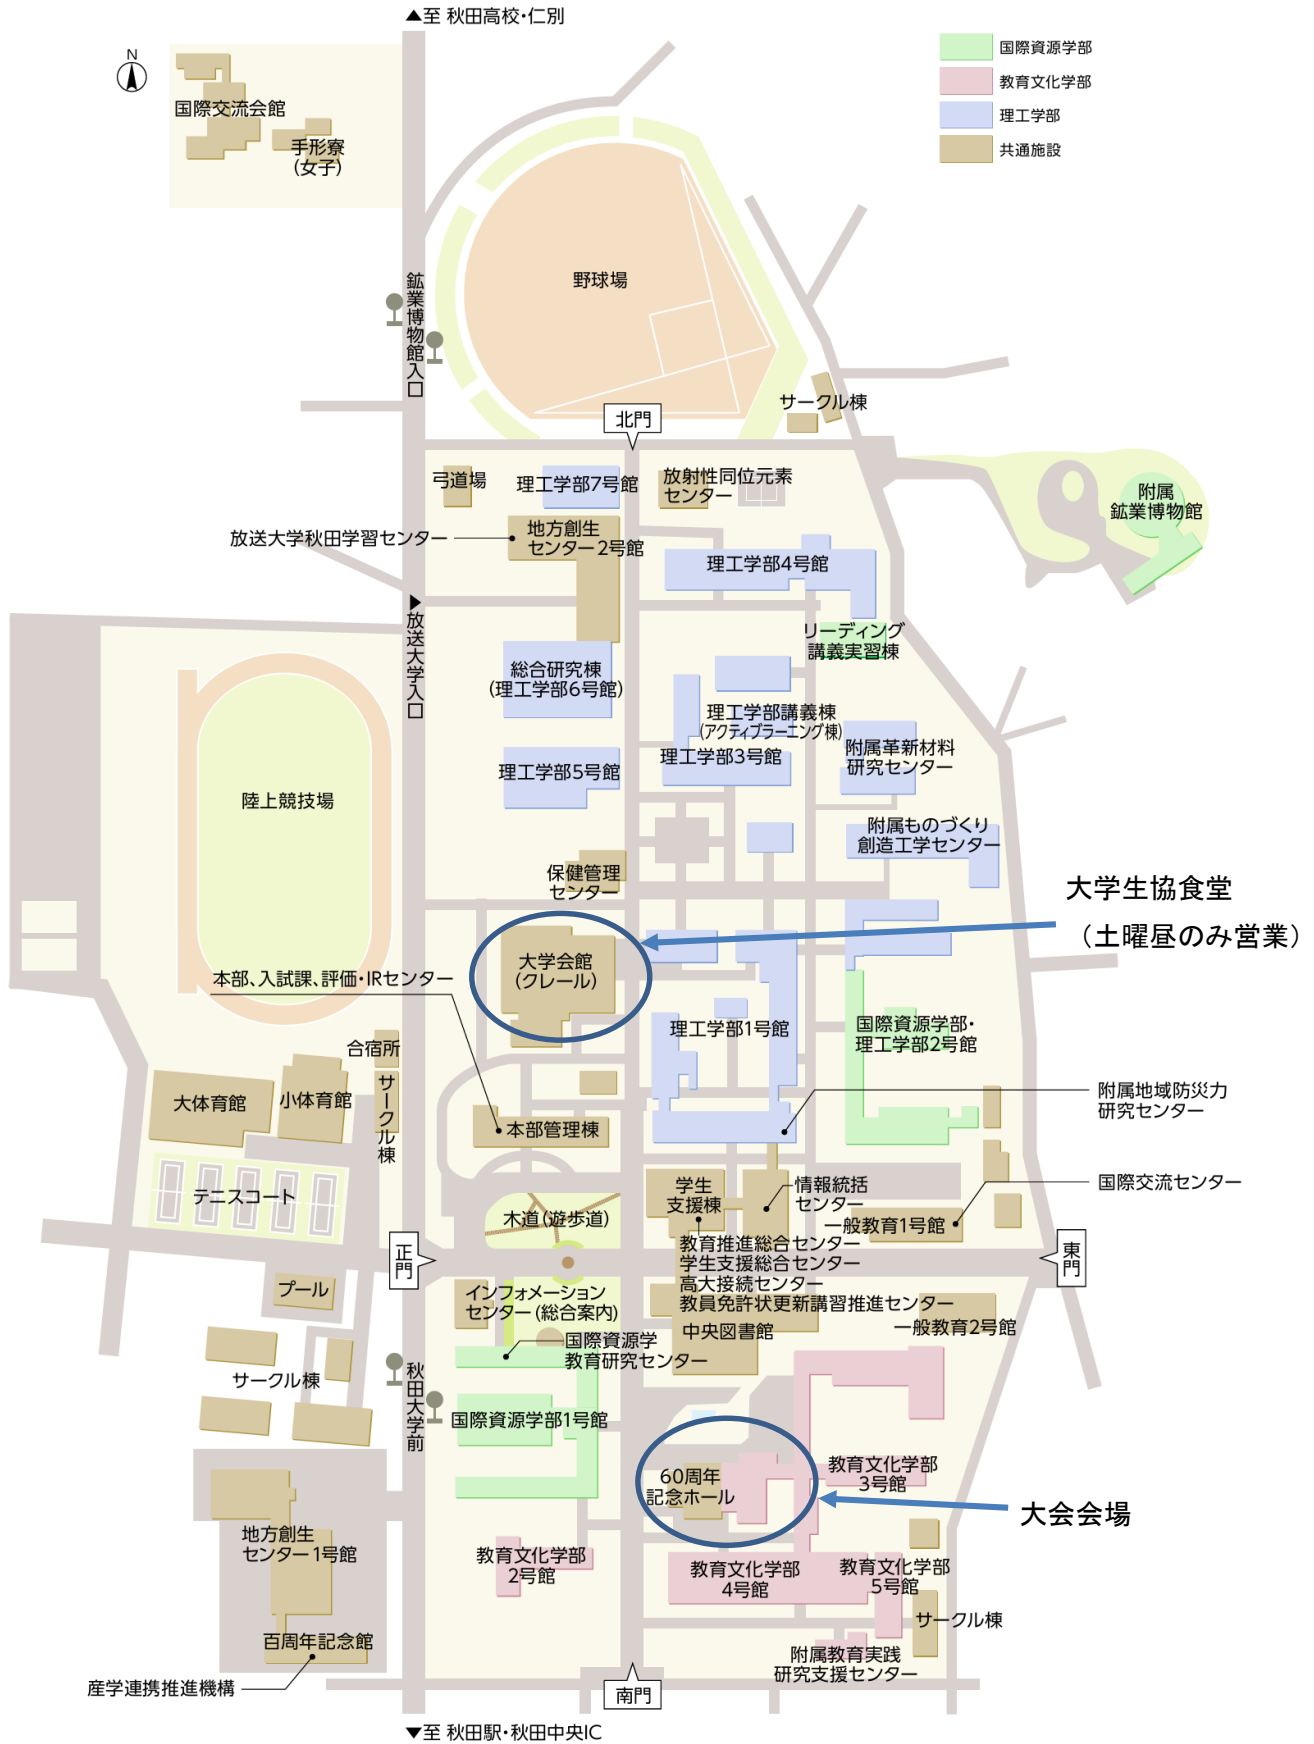 ▲至 秋田高校・仁別
N
国際資源学部
教育文化学部
理工学部
共通施設
国際交流会館
手形寮
(女子)
野球場
鉱業博物館入口
サークル棟
北門
弓道場
理工学部7号館
放射性同位元素
センター
附属
鉱業博物館
放送大学秋田学習センター
地方創生
センター2号館
理工学部4号館
▶放送大学入口
リーディング
講義実習棟
総合研究棟
(理工学部6号館)
理工学部講義棟
(アクティブラーニング棟)
理工学部3号館
附属革新材料
研究センター
理工学部5号館
陸上競技場
附属ものづくり
創造工学センター
保健管理
センター
大学生協食堂
（土曜昼のみ営業）
大学会館
(クレール)
本部、入試課、評価・IRセンター
理工学部1号館
国際資源学部・
理工学部2号館
合宿所
サークル棟
大体育館
小体育館
附属地域防災力
研究センター
本部管理棟
テニスコート
学生
支援棟
情報統括
センター
国際交流センター
木道(遊歩道)
一般教育1号館
正門
東門
教育推進総合センター
学生支援総合センター
高大接続センター
教員免許状更新講習推進センター
プール
インフォメーション
センター(総合案内)
中央図書館
一般教育2号館
国際資源学
教育研究センター
サークル棟
秋田大学前
国際資源学部1号館
60周年
記念ホール
教育文化学部
3号館
大会会場
地方創生
センター1号館
教育文化学部
2号館
教育文化学部
4号館
教育文化学部
5号館
サークル棟
百周年記念館
附属教育実践
研究支援センター
産学連携推進機構
南門
▼至 秋田駅・秋田中央IC